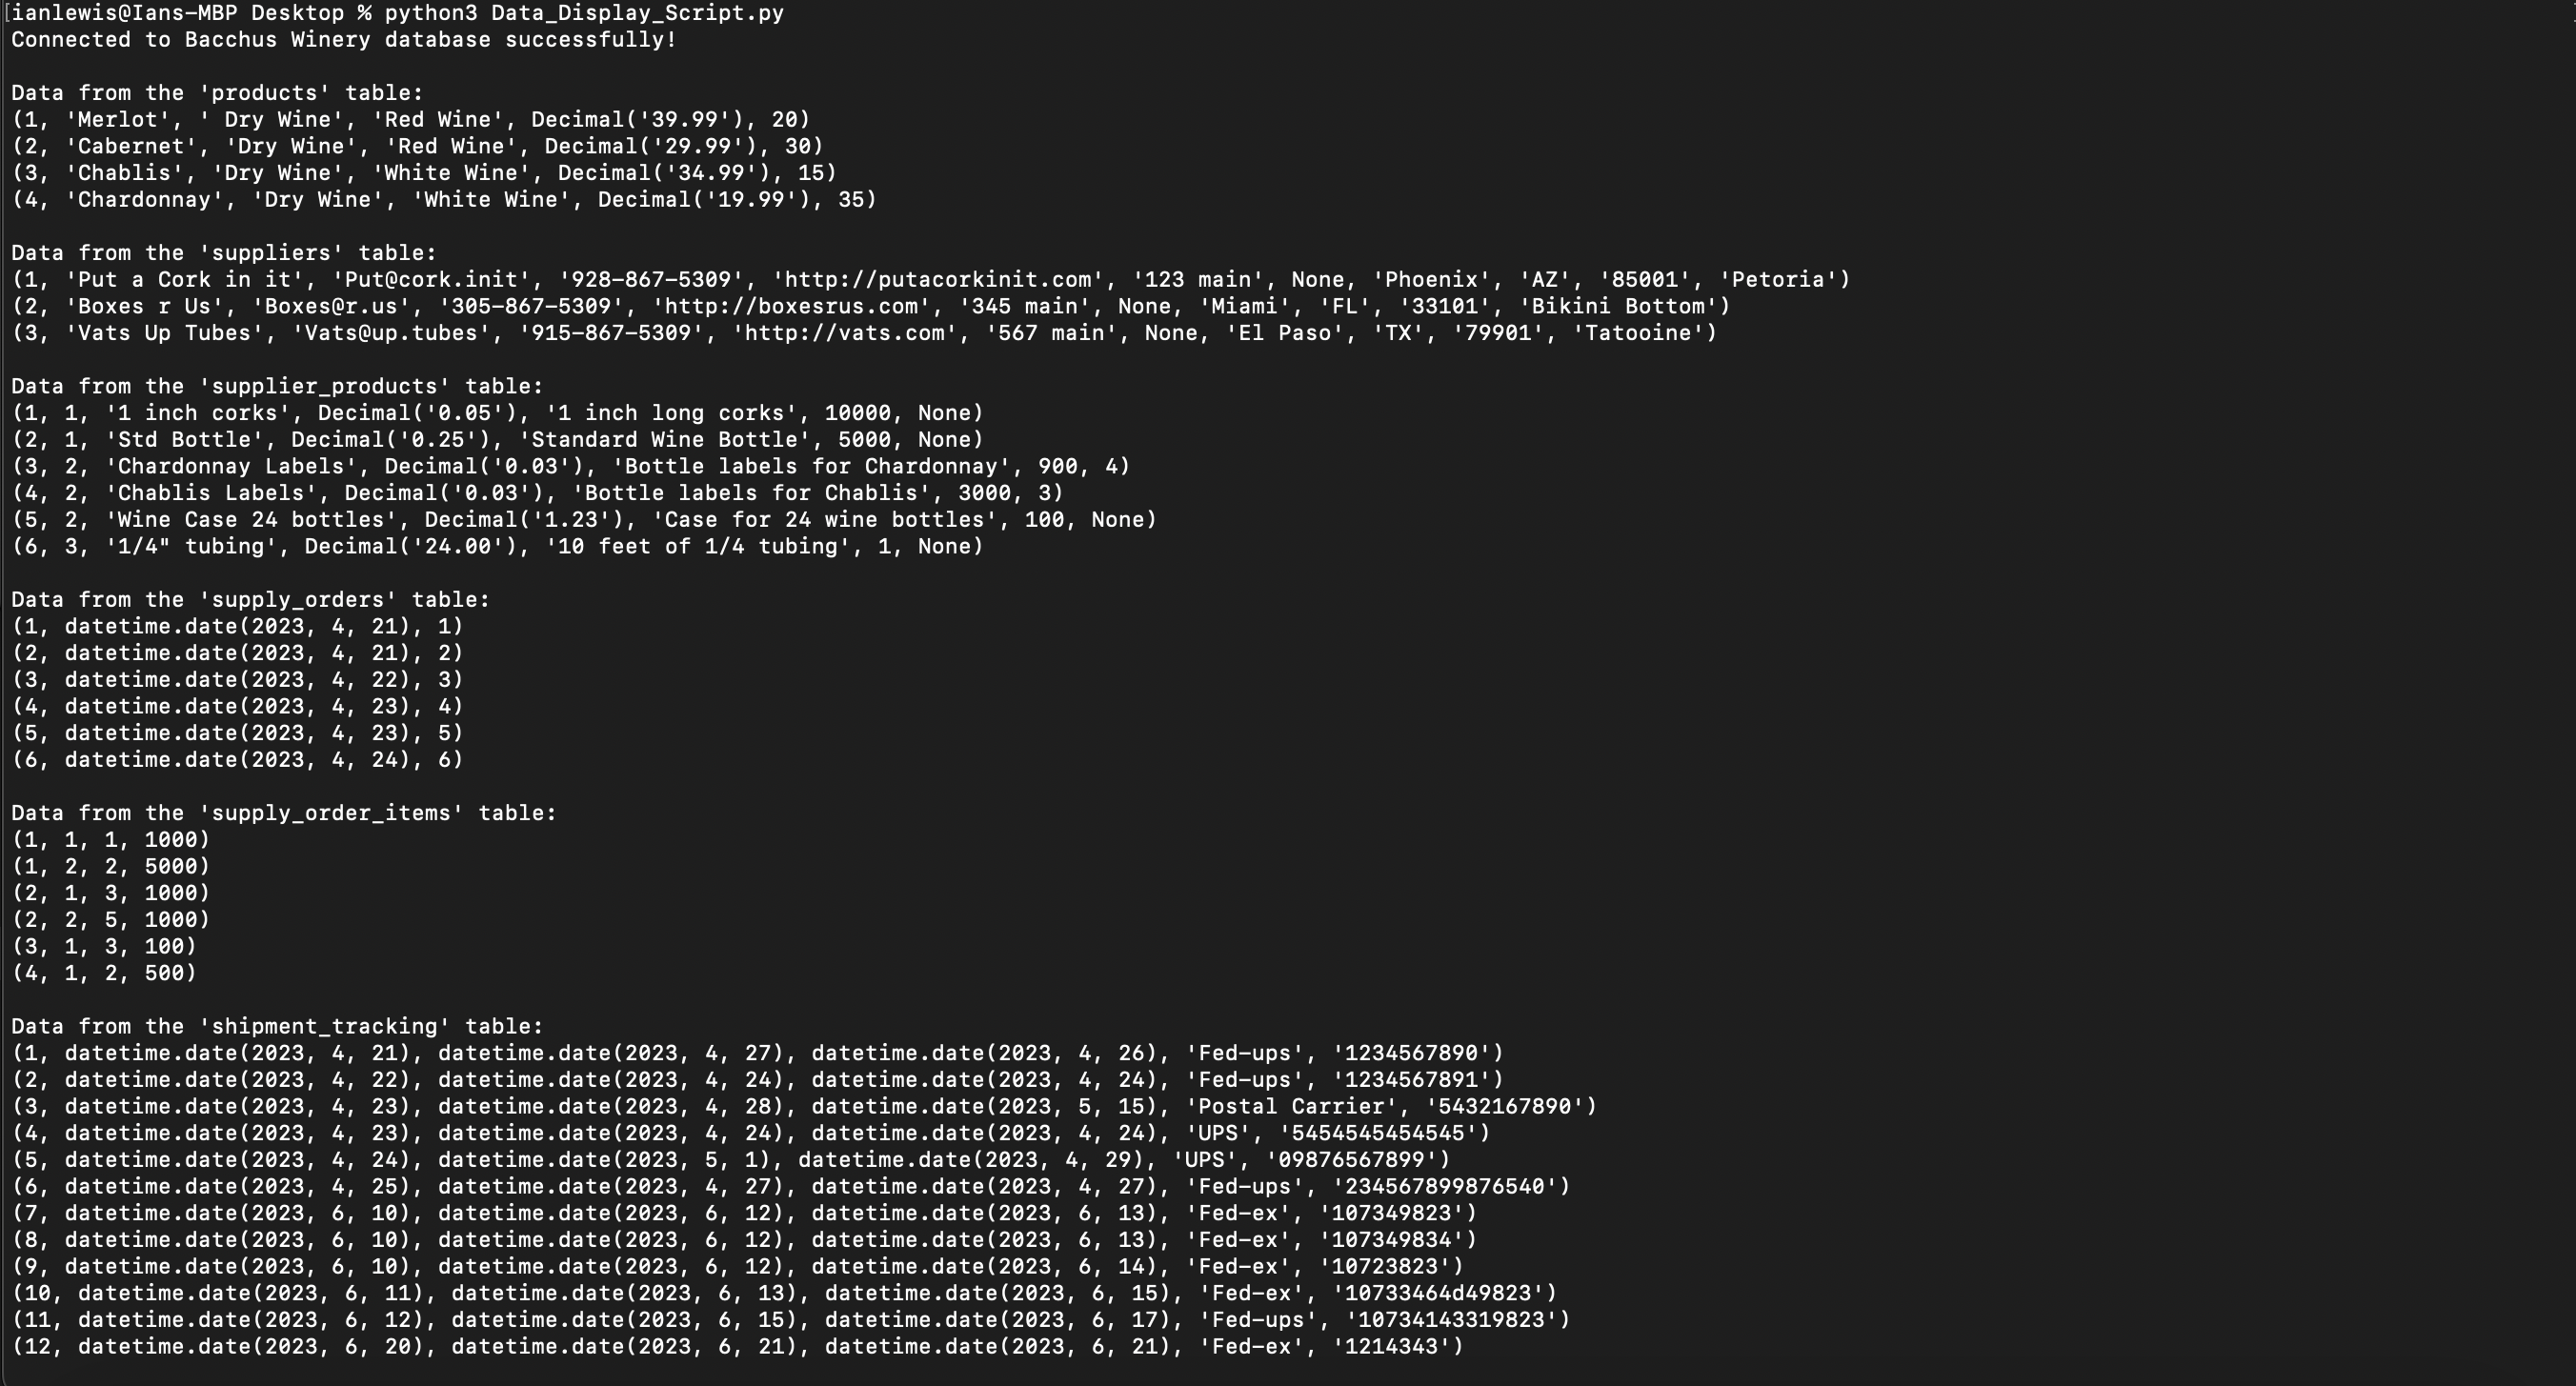 [ianlewis@Ians-MBP Desktop % python3 Data_Display_Script.py
Connected to Bacchus Winery database successfully!
Data from the 'products' table:
(1, 'Merlot', ' Dry Wine', 'Red Wine', Decimal('39.99'), 20)
(2, 'Cabernet', 'Dry Wine', 'Red Wine', Decimal('29.99'), 30)
(3, 'Chablis', 'Dry Wine', 'White Wine', Decimal('34.99'), 15)
(4, 'Chardonnay', 'Dry Wine', 'White Wine', Decimal('19.99'), 35)
Data from the 'suppliers' table:
(1, 'Put a Cork in it', 'Put@cork.init', '928-867-5309', 'http://putacorkinit.com', '123 main', None, 'Phoenix', 'AZ', '85001', 'Petoria')
(2, 'Boxes r Us', 'Boxes@r.us', '305-867-5309', 'http://boxesrus.com', '345 main', None, 'Miami', 'FL', '33101', 'Bikini Bottom')
(3, 'Vats Up Tubes', 'Vats@up.tubes', '915-867-5309', 'http://vats.com', '567 main', None, 'El Paso', 'TX', '79901', 'Tatooine')
Data from the 'supplier_products' table:
(1, 1, '1 inch corks', Decimal('0.05'), '1 inch long corks', 10000, None)
(2, 1, 'Std Bottle', Decimal('0.25'), 'Standard Wine Bottle', 5000, None)
(3, 2, 'Chardonnay Labels', Decimal('0.03'), 'Bottle labels for Chardonnay', 900, 4)
(4, 2, 'Chablis Labels', Decimal('0.03'), 'Bottle labels for Chablis', 3000, 3)
(5, 2, 'Wine Case 24 bottles', Decimal('1.23'), 'Case for 24 wine bottles', 100, None)
(6, 3, '1/4" tubing', Decimal('24.00'), '10 feet of 1/4 tubing', 1, None)
Data from the 'supply_orders' table:
(1, datetime.date(2023, 4, 21), 1)
(2, datetime.date(2023, 4, 21), 2)
(3, datetime.date(2023, 4, 22), 3)
(4, datetime.date(2023, 4, 23), 4)
(5, datetime.date(2023, 4, 23), 5)
(6, datetime.date(2023, 4, 24), 6)
Data from the 'supply_order_items' table:
(1, 1, 1, 1000)
(1, 2, 2, 5000)
(2, 1, 3, 1000)
(2, 2, 5, 1000)
(3, 1, 3, 100)
(4, 1, 2, 500)
Data from the 'shipment_tracking' table:
(1, datetime.date(2023, 4, 21), datetime.date(2023, 4, 27), datetime.date(2023, 4, 26), 'Fed-ups', '1234567890')
(2, datetime.date(2023, 4, 22), datetime.date(2023, 4, 24), datetime.date(2023, 4, 24), 'Fed-ups', '1234567891')
(3, datetime.date(2023, 4, 23), datetime.date(2023, 4, 28), datetime.date(2023, 5, 15), 'Postal Carrier', '5432167890')
(4, datetime.date(2023, 4, 23), datetime.date(2023, 4, 24), datetime.date(2023, 4, 24), 'UPS', '5454545454545')
(5, datetime.date(2023, 4, 24), datetime.date(2023, 5, 1), datetime.date(2023, 4, 29), 'UPS', '09876567899')
(6, datetime.date(2023, 4, 25), datetime.date(2023, 4, 27), datetime.date(2023, 4, 27), 'Fed-ups', '234567899876540')
(7, datetime.date(2023, 6, 10), datetime.date(2023, 6, 12), datetime.date(2023, 6, 13), 'Fed-ex', '107349823')
(8, datetime.date(2023, 6, 10), datetime.date(2023, 6, 12), datetime.date(2023, 6, 13), 'Fed-ex', '107349834')
(9, datetime.date(2023, 6, 10), datetime.date(2023, 6, 12), datetime.date(2023, 6, 14), 'Fed-ex', '10723823')
(10, datetime.date(2023, 6, 11), datetime.date(2023, 6, 13), datetime.date(2023, 6, 15), 'Fed-ex', '10733464d49823')
(11, datetime.date(2023, 6, 12), datetime.date(2023, 6, 15), datetime.date(2023, 6, 17), 'Fed-ups', '10734143319823')
(12, datetime.date(2023, 6, 20), datetime.date(2023, 6, 21), datetime.date(2023, 6, 21), 'Fed-ex', '1214343')